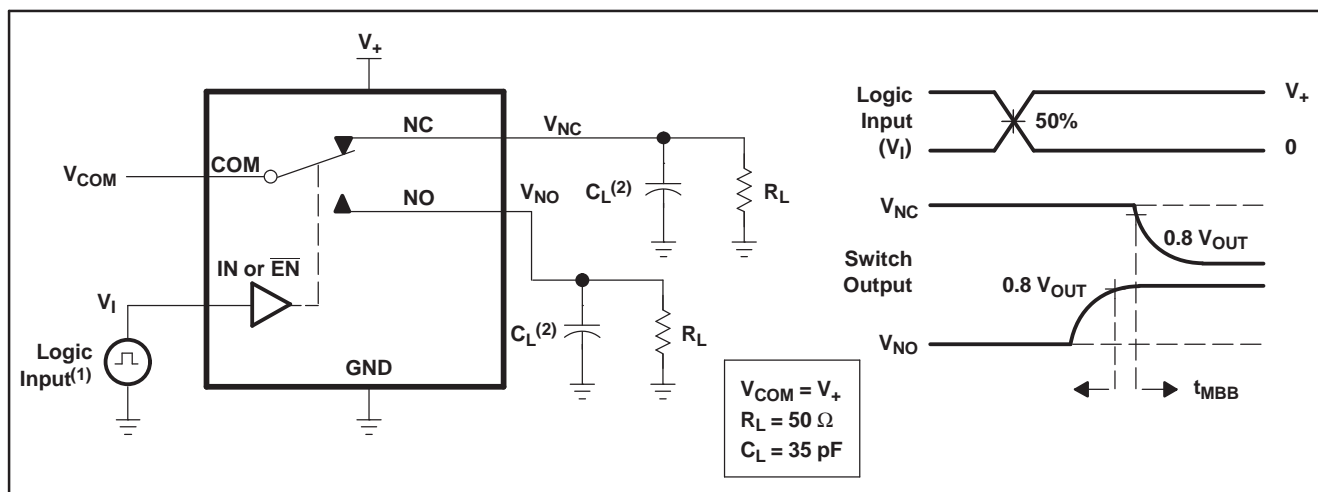 V+
NC
VNC
COM
VCOM
CL(2)
RL
NO
VNO
IN or E̅N̅
VI
CL(2)
RL
Logic
Input(1)
GND
VCOM = V+
RL = 50 Ω
CL = 35 pF
Logic
Input
(VI)
50%
V+
0
VNC
0.8 VOUT
Switch
Output
0.8 VOUT
VNO
tMBB